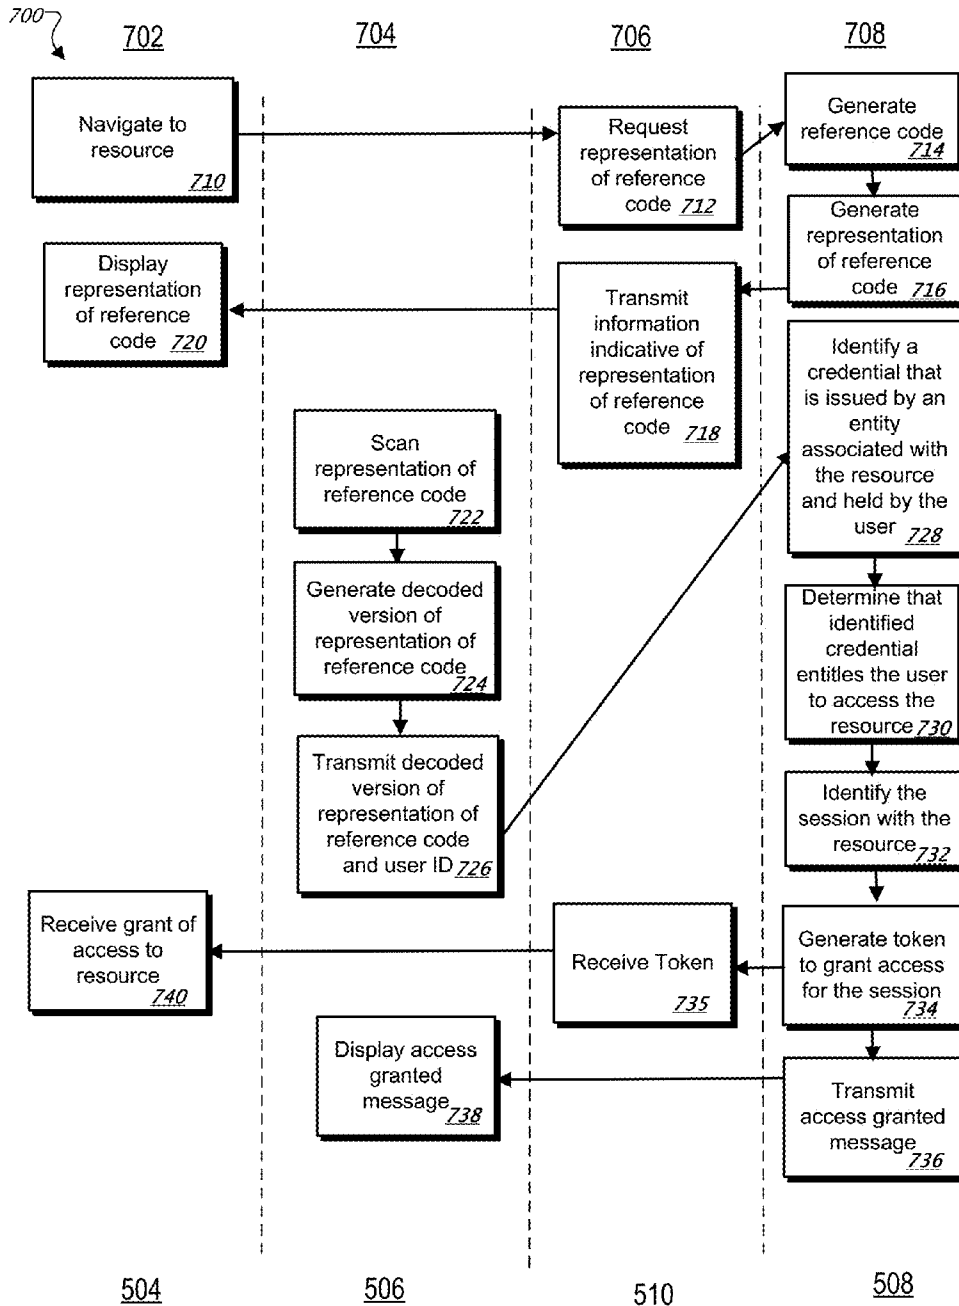 700
702
704
706
708
Navigate to
resource
710
Request
representation
of reference
code 712
Generate
reference code
714
Generate
representation
of reference
code 716
Display
representation
of reference
code 720
Transmit
information
indicative of
representation
of reference
code 718
Identify a
credential that
is issued by an
entity
associated with
the resource
and held by the
user 728
Scan
representation of
reference code
722
Generate decoded
version of
representation of
reference code
724
Determine that
identified
credential
entitles the user
to access the
resource 730
Transmit decoded
version of
representation of
reference code
and user ID 726
Identify the
session with the
resource 732
Receive grant of
access to
resource
740
Receive Token
735
Generate token
to grant access
for the session
734
Display access
granted
message
738
Transmit
access granted
message
736
504
506
510
508